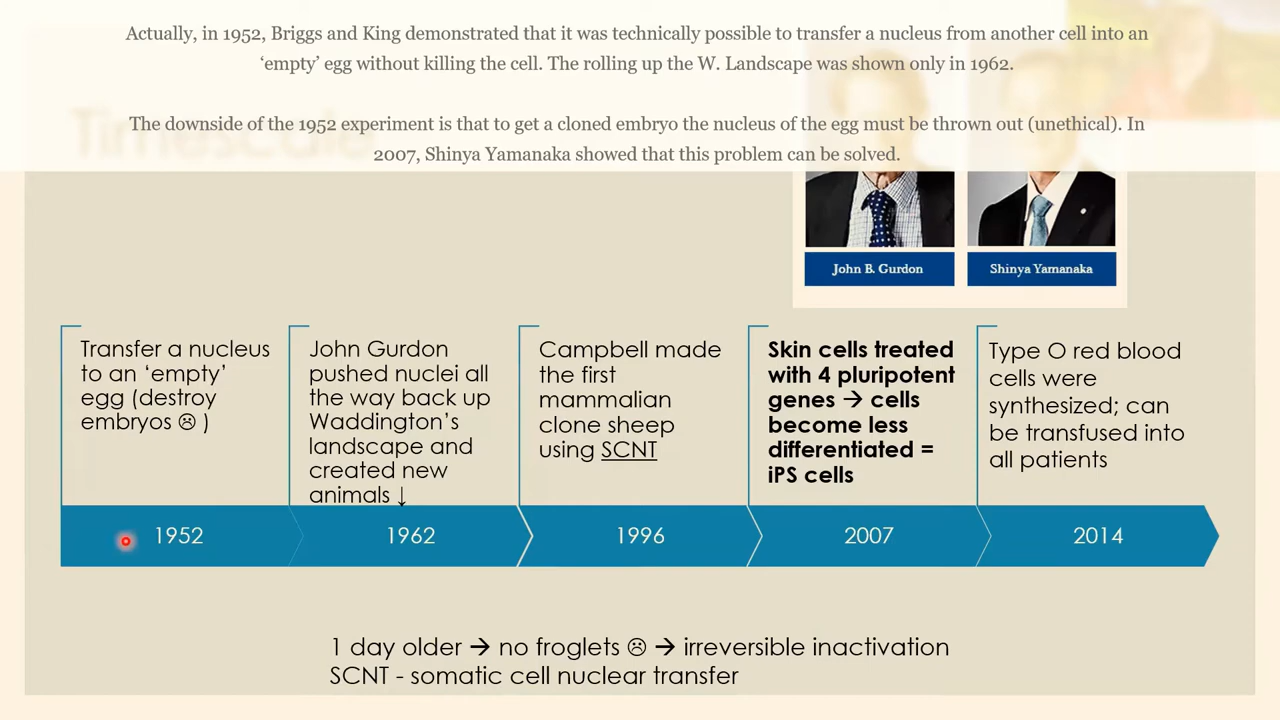 Actually, in 1952, Briggs and King demonstrated that it was technically possible to transfer a nucleus from another cell into an
‘empty’ egg without killing the cell. The rolling up the W. Landscape was shown only in 1962.
The downside of the 1952 experiment is that to get a cloned embryo the nucleus of the egg must be thrown out (unethical). In
2007, Shinya Yamanaka showed that this problem can be solved.
Timescale
John B. Gurdon
Shinya Yamanaka
Transfer a nucleus
to an ‘empty’
egg (destroy
embryos ☹ )
John Gurdon
pushed nuclei all
the way back up
Waddington’s
landscape and
created new
animals ↓
Campbell made
the first
mammalian
clone sheep
using SCNT
Skin cells treated
with 4 pluripotent
genes → cells
become less
differentiated =
iPS cells
Type O red blood
cells were
synthesized; can
be transfused into
all patients
1952
1962
1996
2007
2014
1 day older → no froglets ☹ → irreversible inactivation
SCNT - somatic cell nuclear transfer